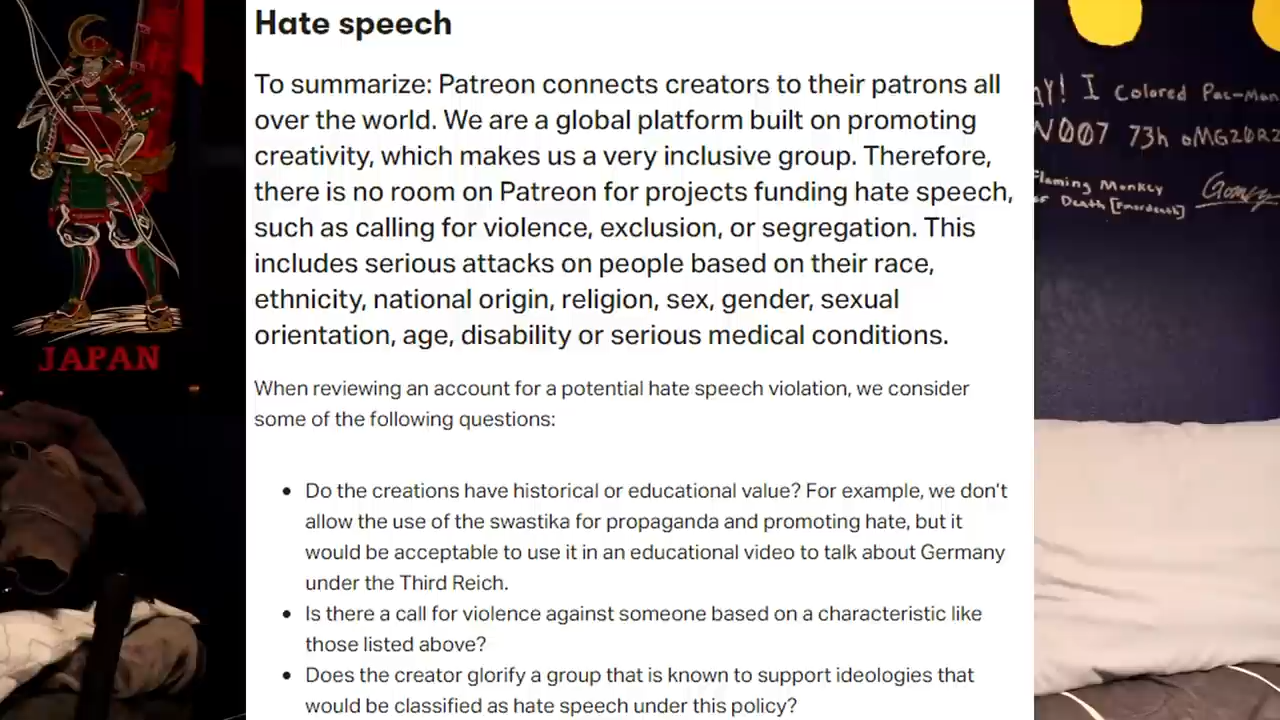 Hate speech
To summarize: Patreon connects creators to their patrons all
over the world. We are a global platform built on promoting
creativity, which makes us a very inclusive group. Therefore,
there is no room on Patreon for projects funding hate speech,
such as calling for violence, exclusion, or segregation. This
includes serious attacks on people based on their race,
ethnicity, national origin, religion, sex, gender, sexual
orientation, age, disability or serious medical conditions.
When reviewing an account for a potential hate speech violation, we consider
some of the following questions:
• Do the creations have historical or educational value? For example, we don't
allow the use of the swastika for propaganda and promoting hate, but it
would be acceptable to use it in an educational video to talk about Germany
under the Third Reich.
• Is there a call for violence against someone based on a characteristic like
those listed above?
• Does the creator glorify a group that is known to support ideologies that
would be classified as hate speech under this policy?
JAPAN
I Colored Pac-Man
73h
Flaming Monkey
Death [Fmordeath]